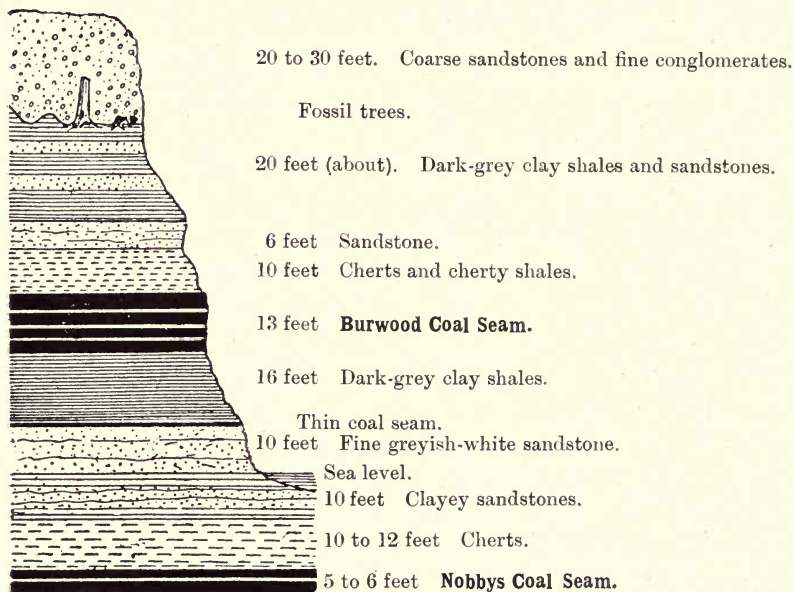 20 to 30 feet. Coarse sandstones and fine conglomerates.
Fossil trees.
20 feet (about). Dark-grey clay shales and sandstones.
6 feet Sandstone.
10 feet Cherts and cherty shales.
13 feet Burwood Coal Seam.
16 feet Dark-grey clay shales.
Thin coal seam.
10 feet Fine greyish-white sandstone.
Sea level.
10 feet Clayey sandstones.
10 to 12 feet Cherts.
5 to 6 feet Nobbys Coal Seam.